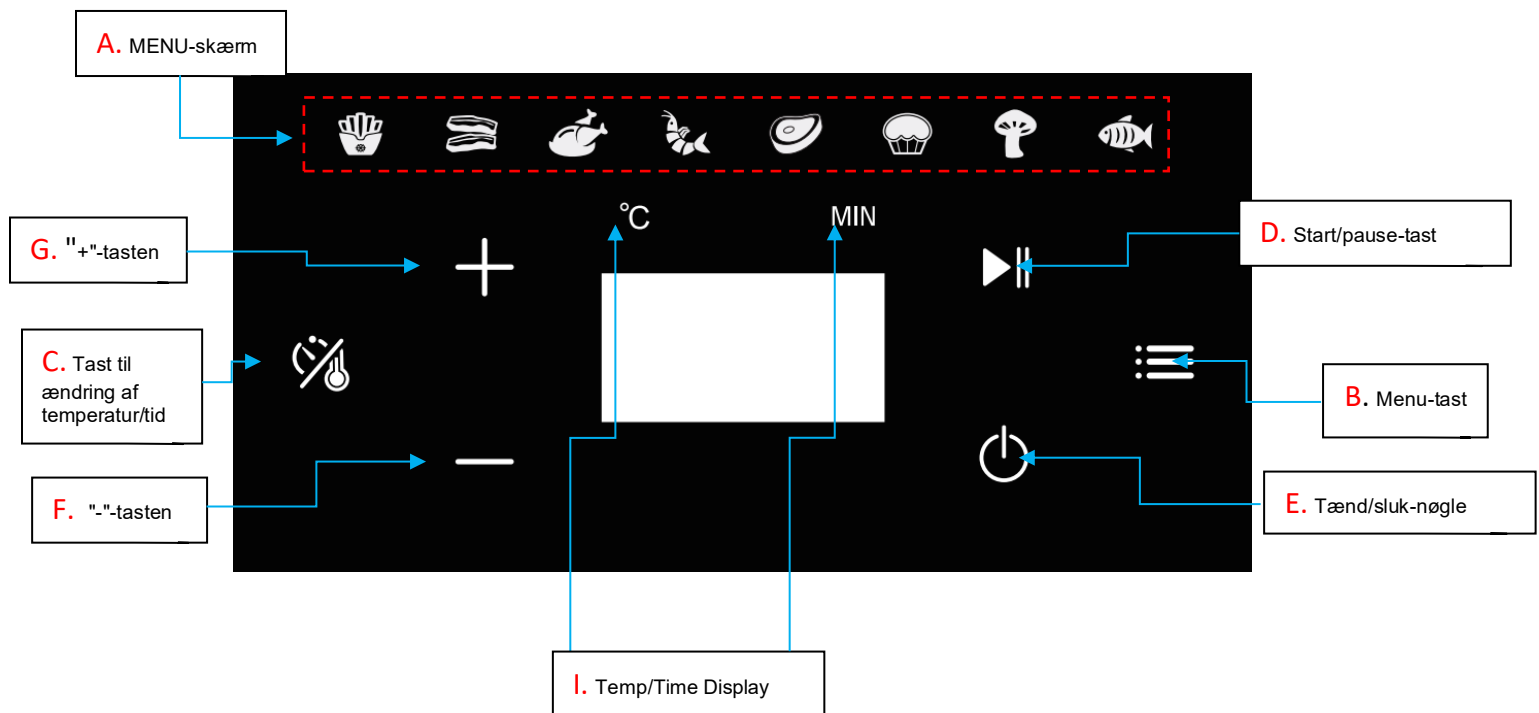 A. MENU-skærm
°C
MIN
G. "+"-tasten
D. Start/pause-tast
C. Tast til
ændring af
temperatur/tid
B. Menu-tast
F. "-"-tasten
E. Tænd/sluk-nøgle
I. Temp/Time Display